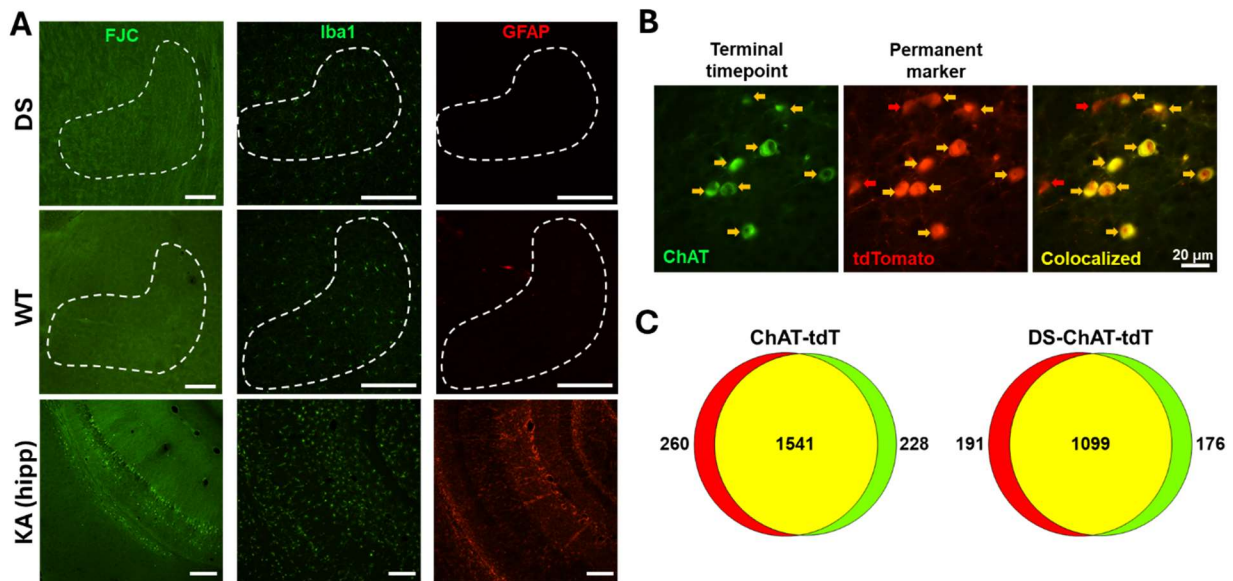 A
FJC
Iba1
GFAP
DS
WT
KA (hipp)
B
Terminal
timepoint
Permanent
marker
ChAT
tdTomato
Colocalized
20 µm
C
ChAT-tdT
DS-ChAT-tdT
260
1541
228
191
1099
176